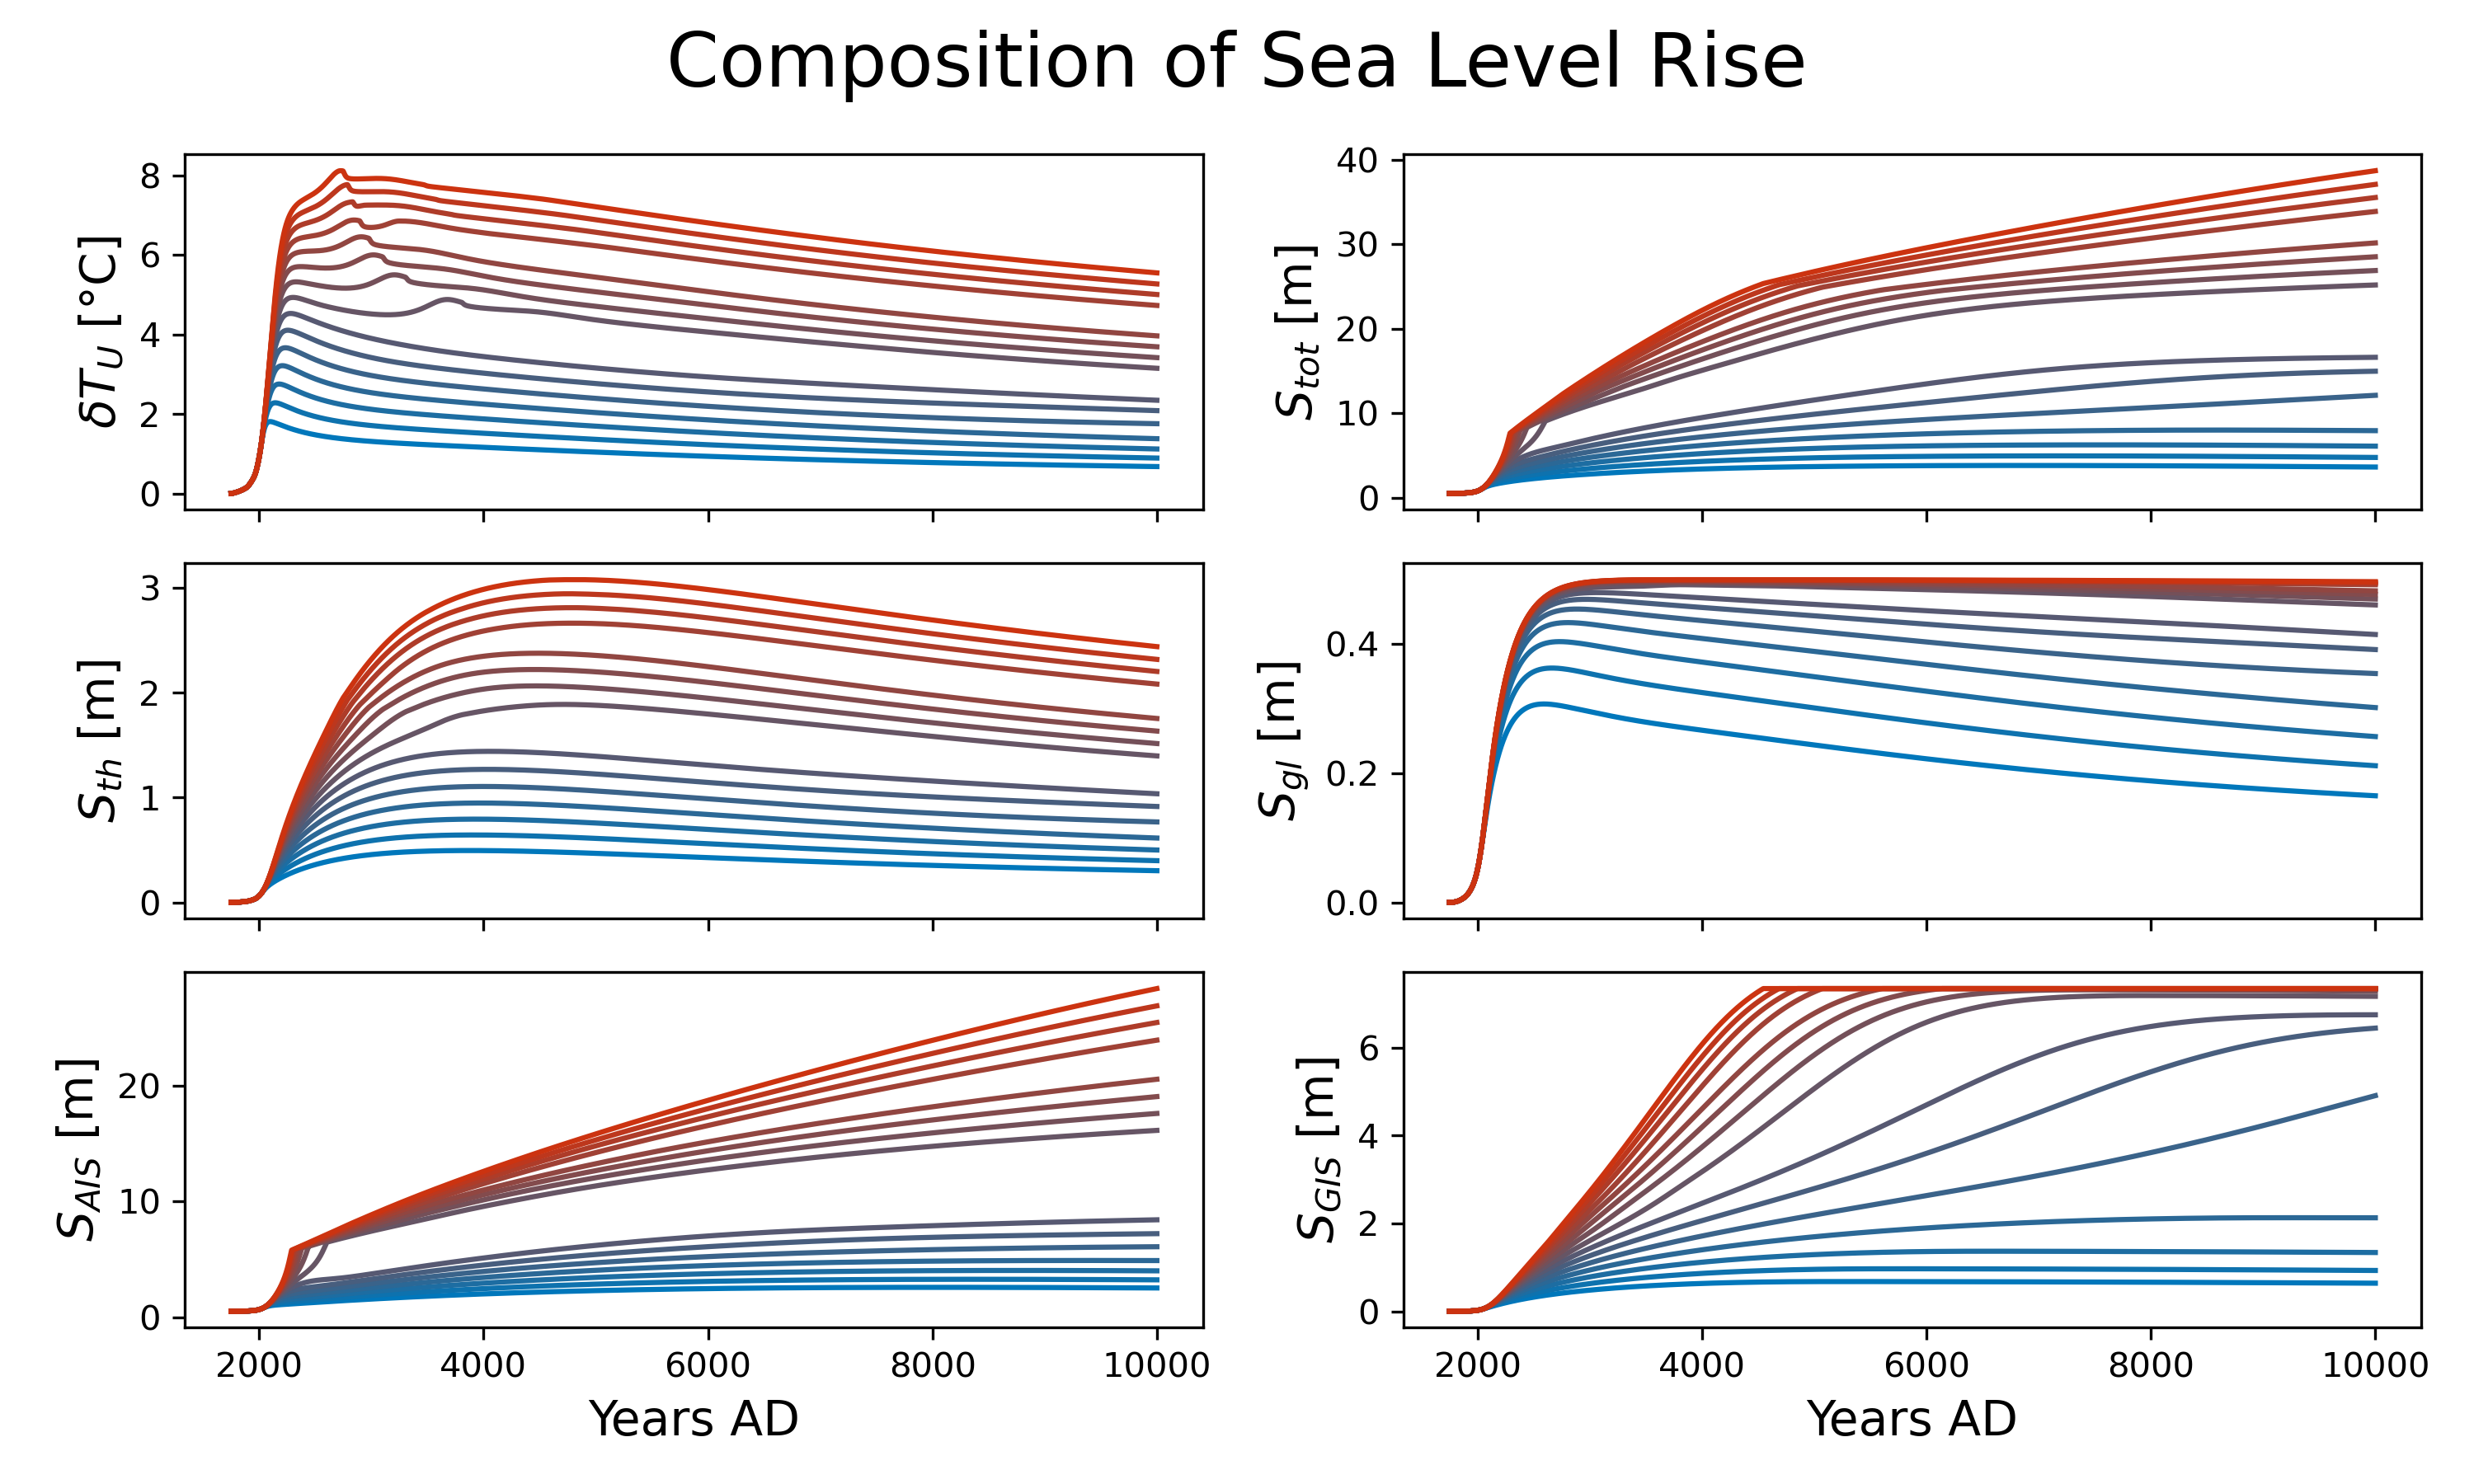 Composition of Sea Level Rise
δT_U [°C]
8
6
4
2
0
S_tot [m]
40
30
20
10
0
S_th [m]
3
2
1
0
S_gl [m]
0.4
0.2
0.0
S_AIS [m]
20
10
0
2000 4000 6000 8000 10000
Years AD
S_GIS [m]
6
4
2
0
2000 4000 6000 8000 10000
Years AD